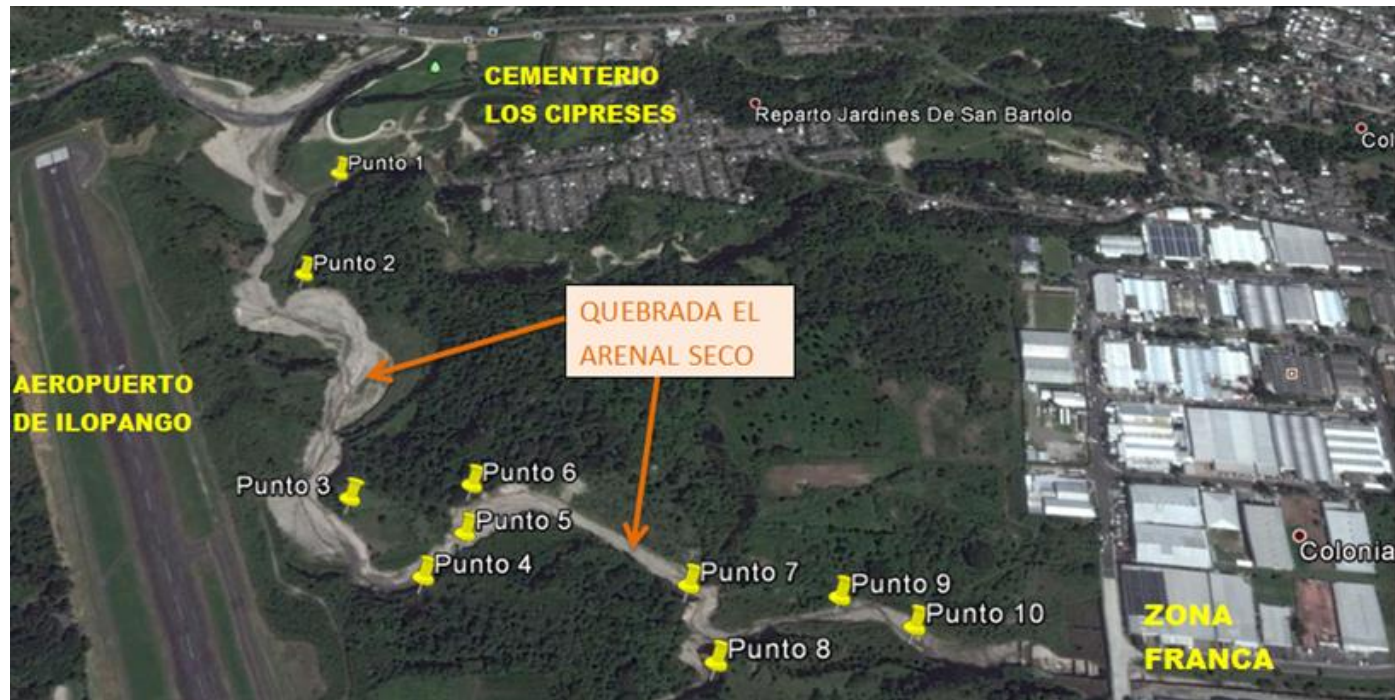 CEMENTERIO
LOS CIPRESES
Reparto Jardines De San Bartolo
Col
Punto 1
Punto 2
QUEBRADA EL
ARENAL SECO
AEROPUERTO
DE ILOPANGO
Punto 3
Punto 6
Punto 5
Punto 4
Punto 7
Punto 9
Punto 10
Punto 8
Colonia
ZONA
FRANCA